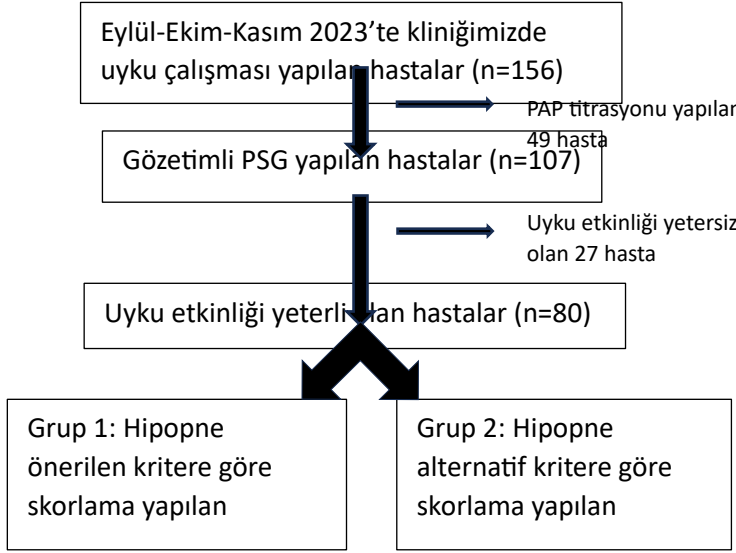 Eylül-Ekim-Kasım 2023’te kliniğimizde
uyku çalışması yapılan hastalar (n=156)
PAP titrasyonu yapılan
49 hasta
Gözetimli PSG yapılan hastalar (n=107)
Uyku etkinliği yetersiz
olan 27 hasta
Uyku etkinliği yeterli olan hastalar (n=80)
Grup 1: Hipopne
önerilen kritere göre
skorlama yapılan
Grup 2: Hipopne
alternatif kritere göre
skorlama yapılan